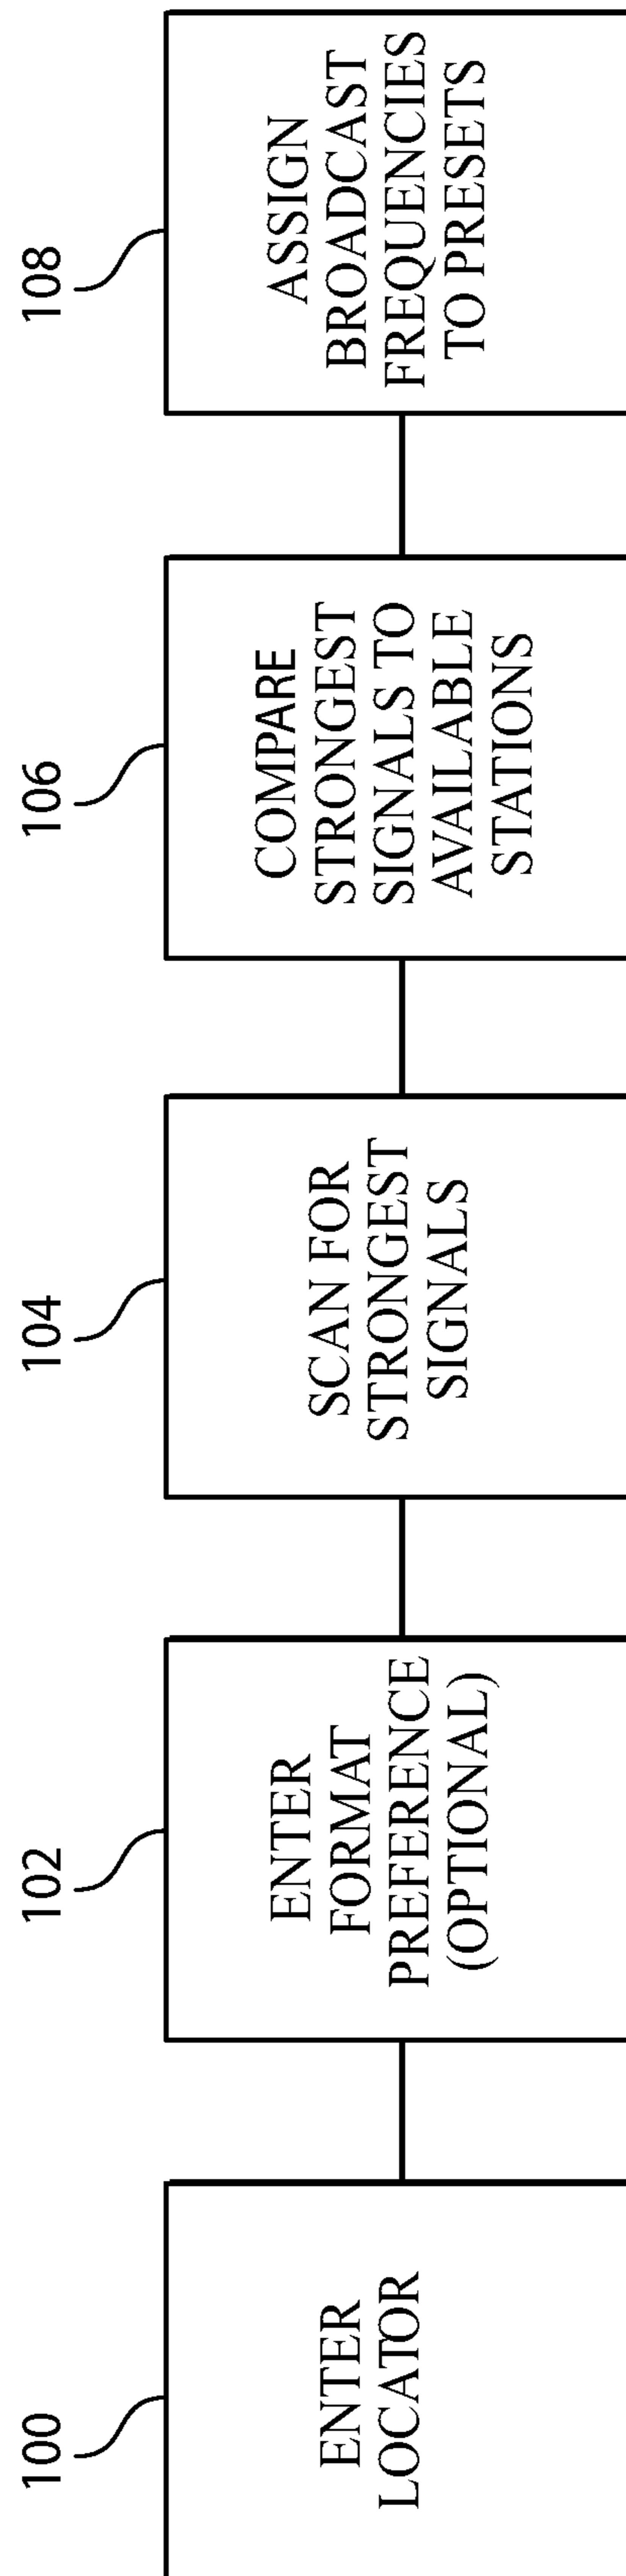 100
ENTER
LOCATOR
102
ENTER
FORMAT
PREFERENCE
(OPTIONAL)
104
SCAN FOR
STRONGEST
SIGNALS
106
COMPARE
STRONGEST
SIGNALS TO
AVAILABLE
STATIONS
108
ASSIGN
BROADCAST
FREQUENCIES
TO PRESETS